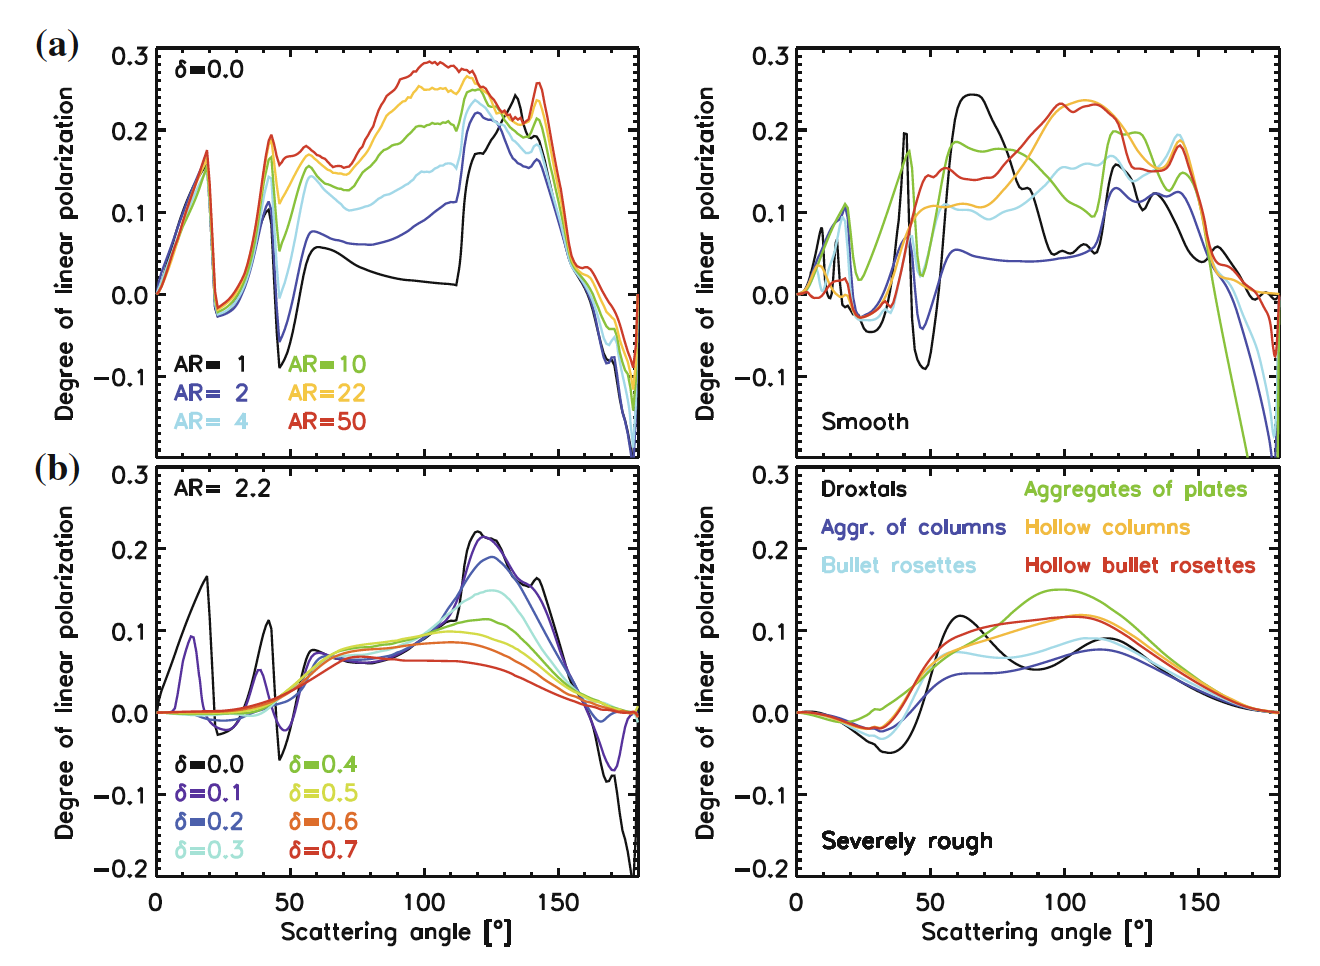 (a)
δ=0.0
Degree of linear polarization
0.3
0.2
0.1
0.0
−0.1
AR= 1
AR= 2
AR= 4
AR=10
AR=22
AR=50
Degree of linear polarization
0.3
0.2
0.1
0.0
−0.1
Smooth
(b)
AR= 2.2
Degree of linear polarization
0.3
0.2
0.1
0.0
−0.1
−0.2
δ=0.0
δ=0.1
δ=0.2
δ=0.3
δ=0.4
δ=0.5
δ=0.6
δ=0.7
0 50 100 150
Scattering angle [°]
Degree of linear polarization
0.3
0.2
0.1
0.0
−0.1
−0.2
Droxtals
Aggr. of columns
Bullet rosettes
Aggregates of plates
Hollow columns
Hollow bullet rosettes
Severely rough
0 50 100 150
Scattering angle [°]